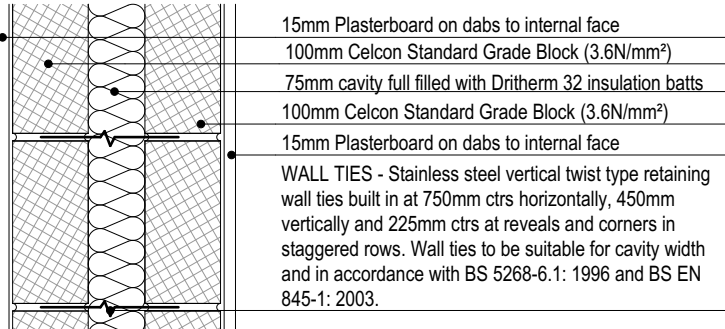 15mm Plasterboard on dabs to internal face
100mm Celcon Standard Grade Block (3.6N/mm²)
75mm cavity full filled with Dritherm 32 insulation batts
100mm Celcon Standard Grade Block (3.6N/mm²)
15mm Plasterboard on dabs to internal face
WALL TIES - Stainless steel vertical twist type retaining
wall ties built in at 750mm ctrs horizontally, 450mm
vertically and 225mm ctrs at reveals and corners in
staggered rows. Wall ties to be suitable for cavity width
and in accordance with BS 5268-6.1: 1996 and BS EN
845-1: 2003.